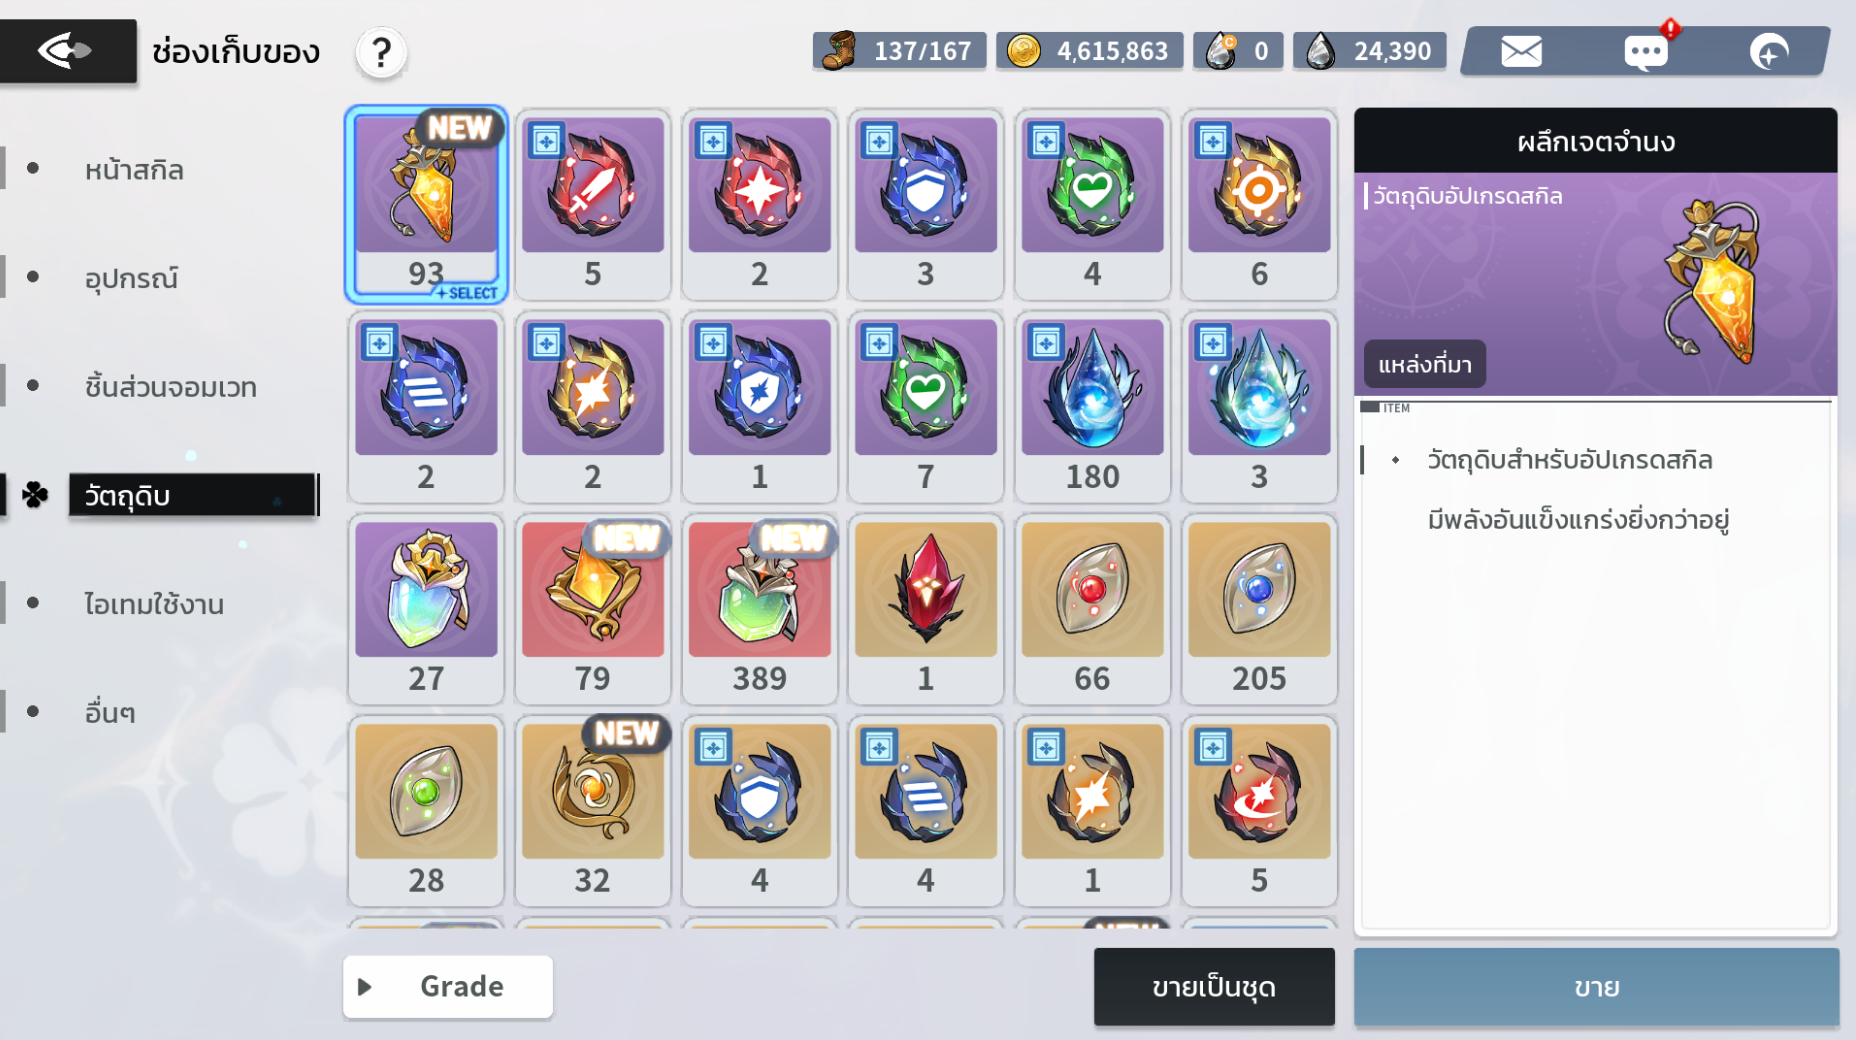 ช่องเก็บของ
?
137/167
4,615,863
0
24,390
หน้าสกิล
อุปกรณ์
ชิ้นส่วนจอมเวท
วัตถุดิบ
ไอเทมใช้งาน
อื่นๆ
NEW
93
SELECT
5
2
3
4
6
2
2
1
7
180
3
27
NEW
79
NEW
389
1
66
205
28
NEW
32
4
4
1
5
NEW
Grade
ขายเป็นชุด
ผลึกเจตจำนง
วัตถุดิบอัปเกรดสกิล
แหล่งที่มา
ITEM
วัตถุดิบสำหรับอัปเกรดสกิล
มีพลังอันแข็งแกร่งยิ่งกว่าอยู่
ขาย